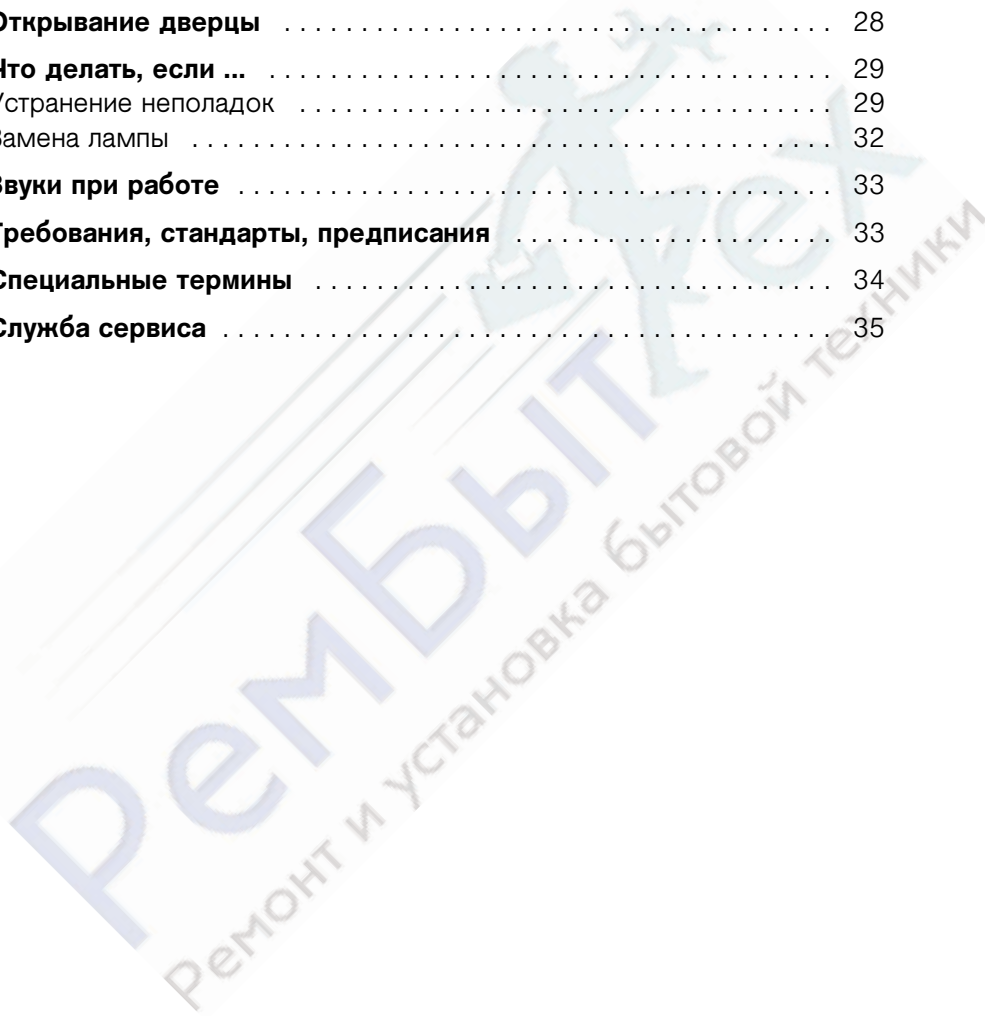 Открывание дверцы . . . . . . . . . . . . . . . . . . . . . . . . . . . . . . . . . . . . . 28
Что делать, если ... . . . . . . . . . . . . . . . . . . . . . . . . . . . . . . . . . . . . . . 29
Устранение неполадок . . . . . . . . . . . . . . . . . . . . . . . . . . . . . . . . . . . . 29
Замена лампы . . . . . . . . . . . . . . . . . . . . . . . . . . . . . . . . . . . . . . . . . . . 32
Звуки при работе . . . . . . . . . . . . . . . . . . . . . . . . . . . . . . . . . . . . . . . . 33
Требования, стандарты, предписания . . . . . . . . . . . . . . . . . . . . . 33
Специальные термины . . . . . . . . . . . . . . . . . . . . . . . . . . . . . . . . . . . 34
Служба сервиса . . . . . . . . . . . . . . . . . . . . . . . . . . . . . . . . . . . . . . . . . 35
РемБытТех
Ремонт и установка бытовой техники